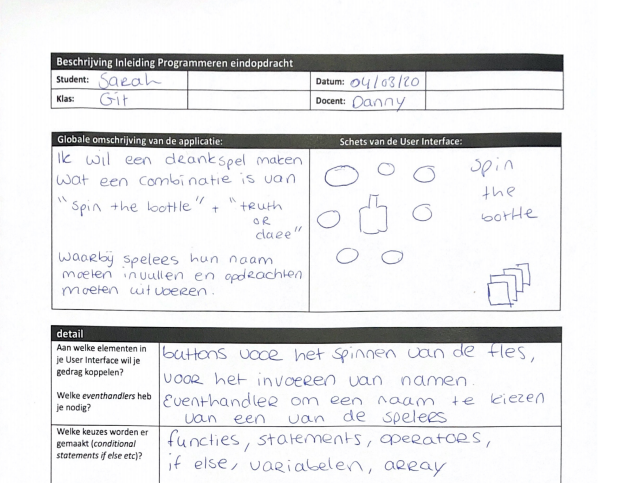 Beschrijving Inleiding Programmeren eindopdracht
Student: Sarah
Datum: 04/03/20
Klas: Git
Docent: Danny
Globale omschrijving van de applicatie:
Ik wil een drankspel maken
wat een combinatie is van
"spin the bottle" + "truth
OR
dare"
Waarbij spelers hun naam
moeten invullen en opdrachten
moeten uitvoeren.
Schets van de User Interface:
spin
the
bottle
detail
Aan welke elementen in
je User Interface wil je
gedrag koppelen?
Welke eventhandlers heb
je nodig?
buttons voor het spinnen van de fles,
voor het invoeren van namen.
Eventhandler om een naam te kiezen
van een van de spelers
Welke keuzes worden er
gemaakt (conditional
statements if else etc)?
functies, statements, operators,
if else, variabelen, array